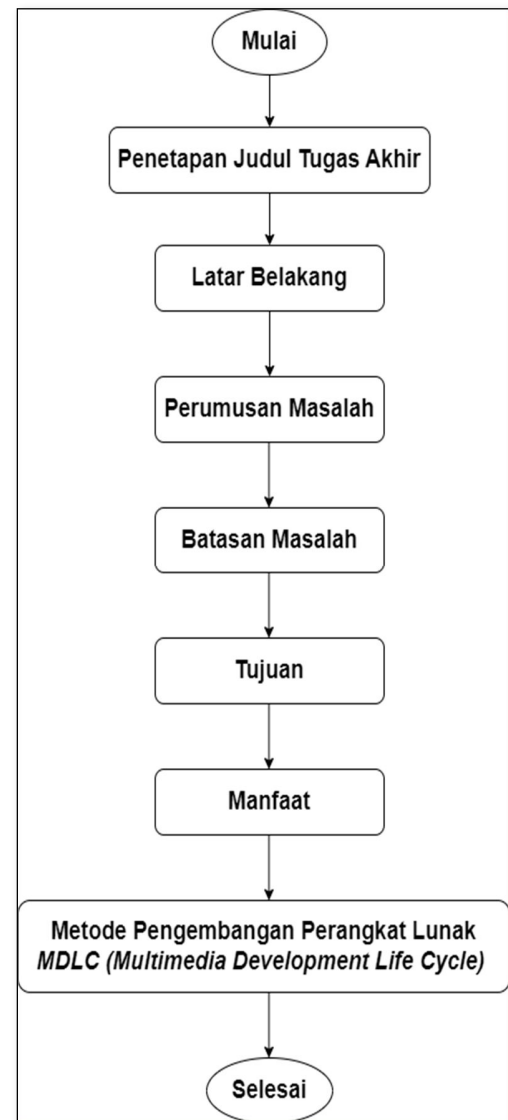 Mulai
Penetapan Judul Tugas Akhir
Latar Belakang
Perumusan Masalah
Batasan Masalah
Tujuan
Manfaat
Metode Pengembangan Perangkat Lunak
MDLC (Multimedia Development Life Cycle)
Selesai